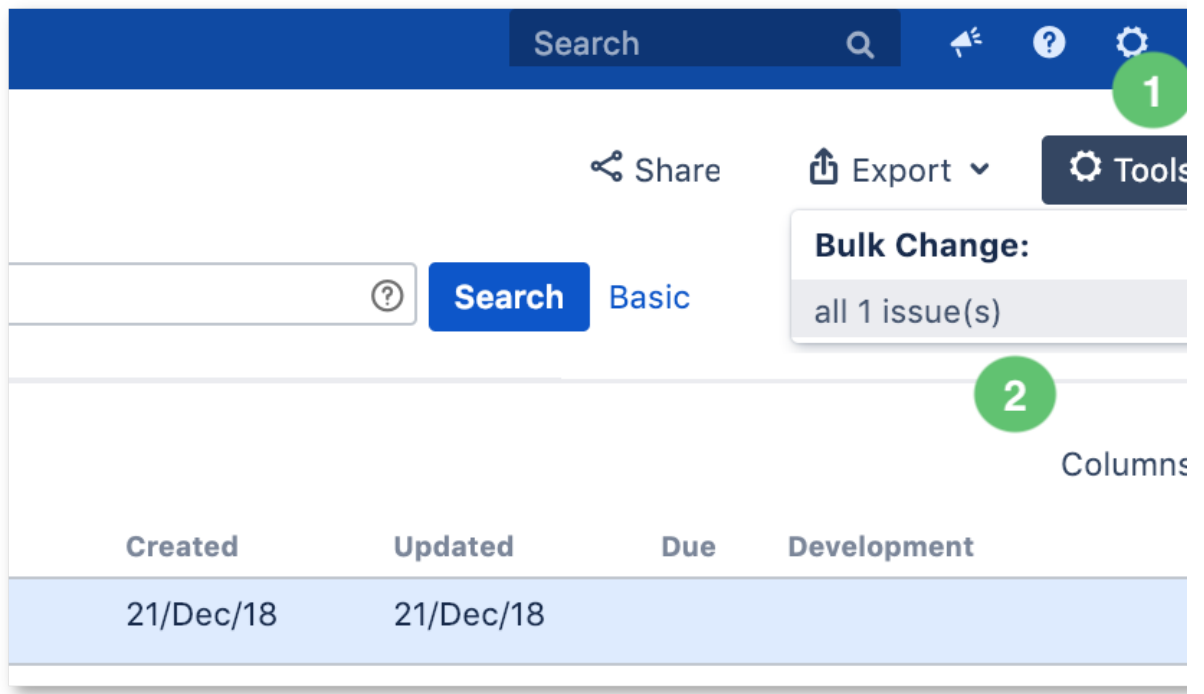 Search
1
Share
Export
Tools
Bulk Change:
all 1 issue(s)
Search
Basic
2
Columns
Created Updated Due Development
21/Dec/18 21/Dec/18